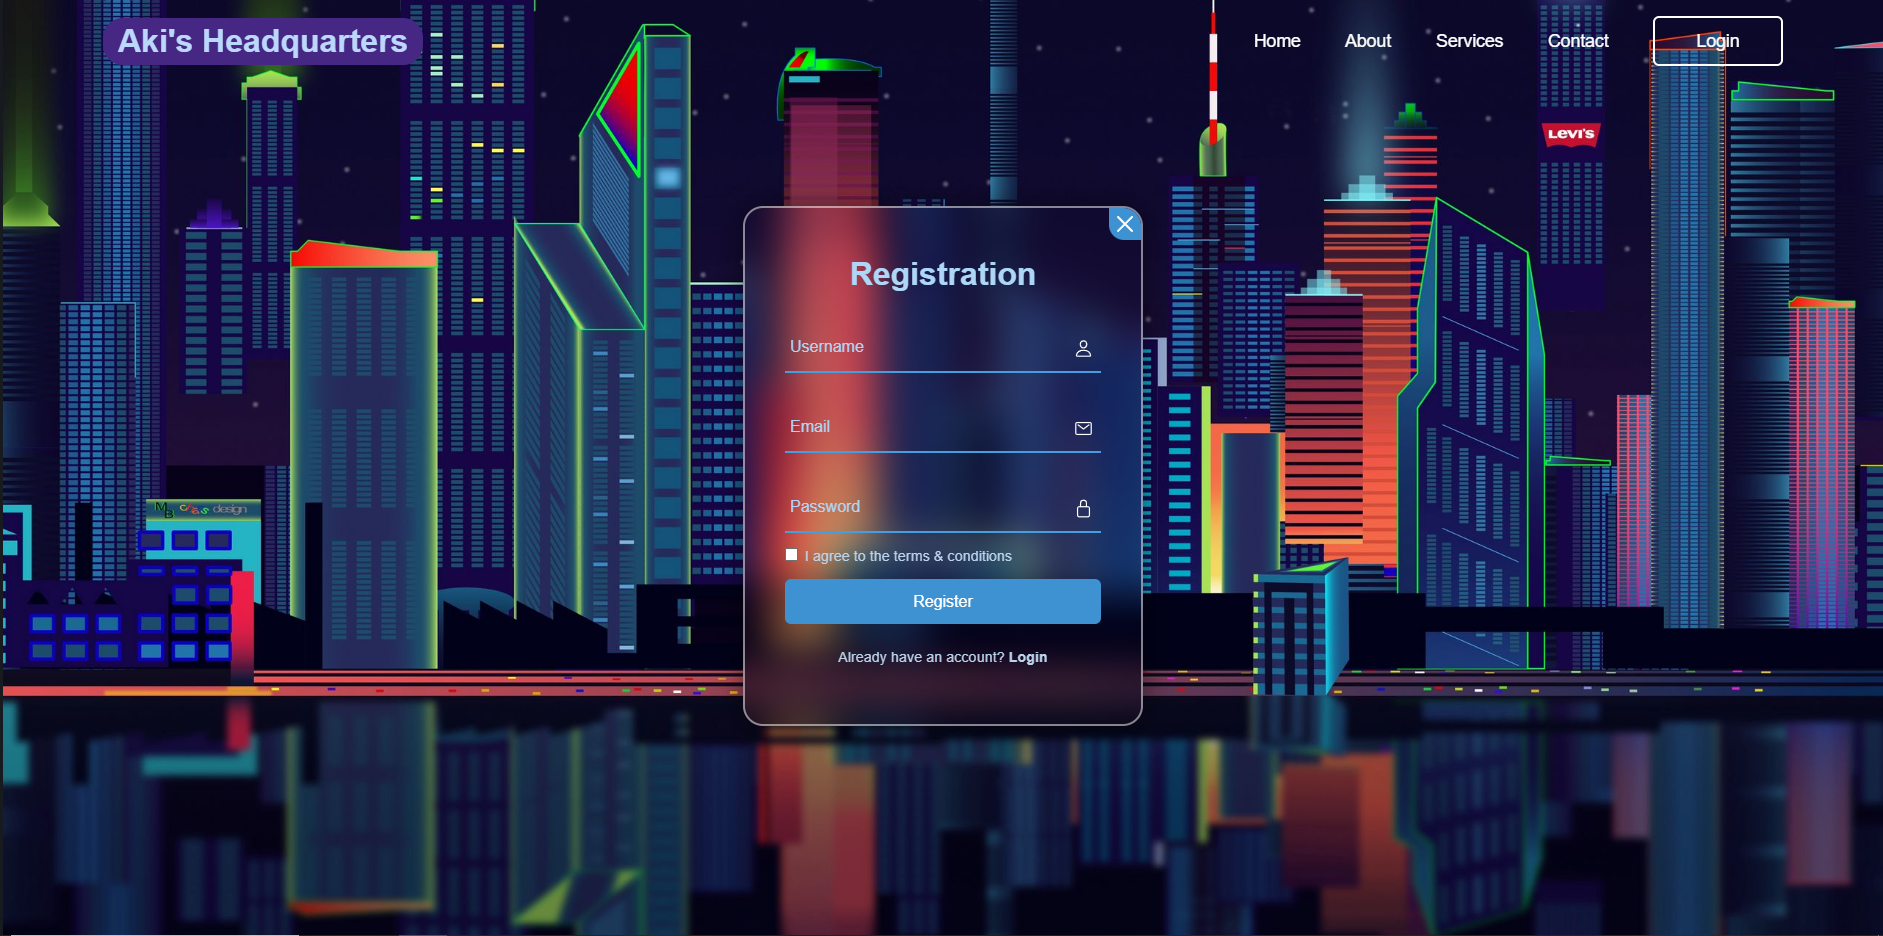 Aki's Headquarters
Home
About
Services
Contact
Login
LEVI'S
Registration
Username
Email
MB cres design
Password
I agree to the terms & conditions
Register
Already have an account? Login